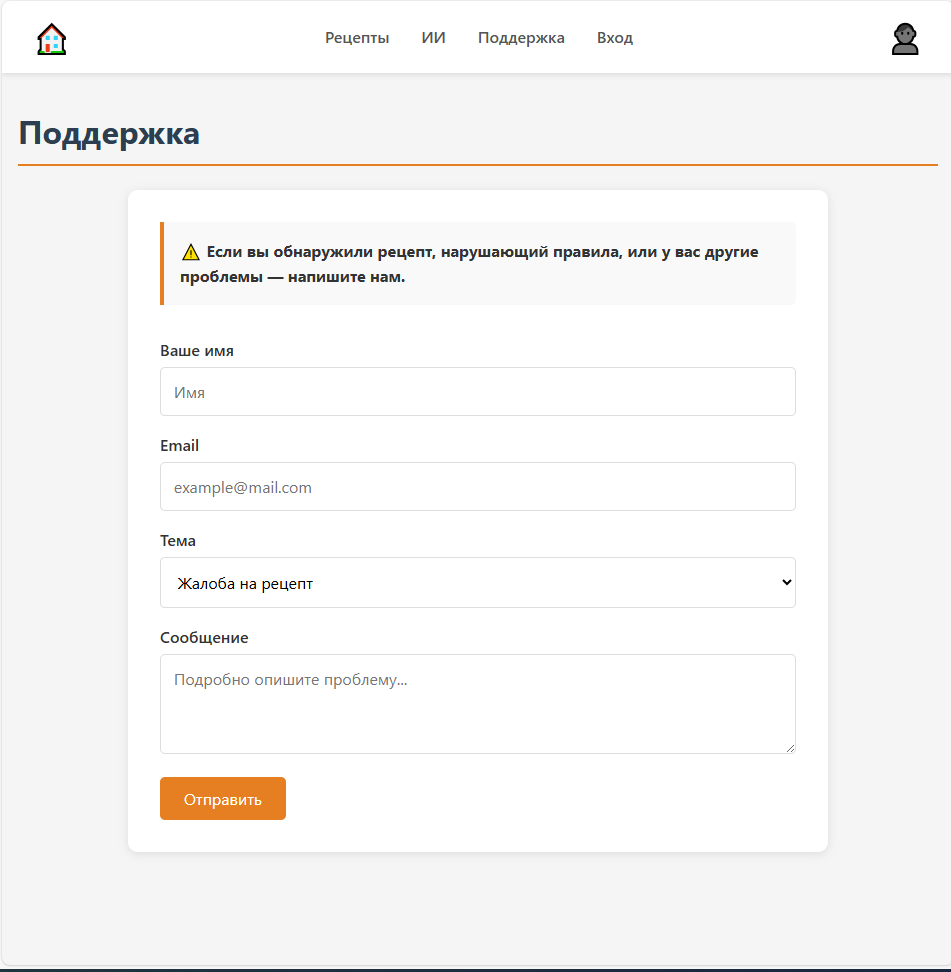 Рецепты ИИ Поддержка Вход
Поддержка
⚠️ Если вы обнаружили рецепт, нарушающий правила, или у вас другие
проблемы — напишите нам.
Ваше имя
Имя
Email
example@mail.com
Тема
Жалоба на рецепт
Сообщение
Подробно опишите проблему...
Отправить